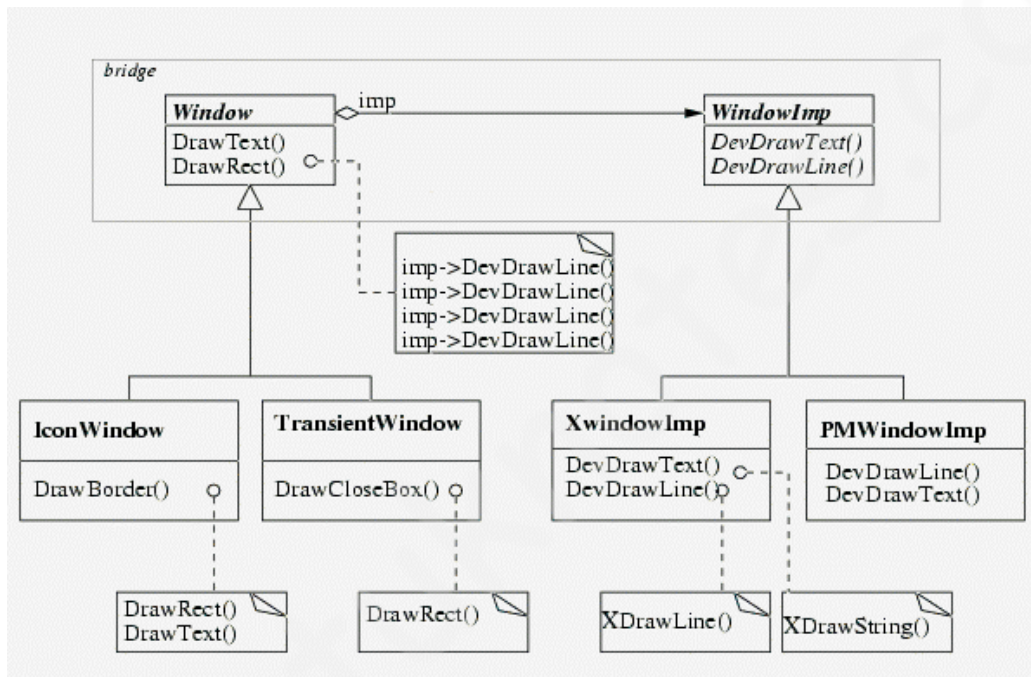 bridge
Window
imp
WindowImp
DrawText()
DrawRect()
DevDrawText()
DevDrawLine()
imp->DevDrawLine()
imp->DevDrawLine()
imp->DevDrawLine()
imp->DevDrawLine()
IconWindow
DrawBorder()
TransientWindow
DrawCloseBox()
XwindowImp
DevDrawText()
DevDrawLine()
PMWindowImp
DevDrawLine()
DevDrawText()
DrawRect()
DrawText()
DrawRect()
XDrawLine()
XDrawString()